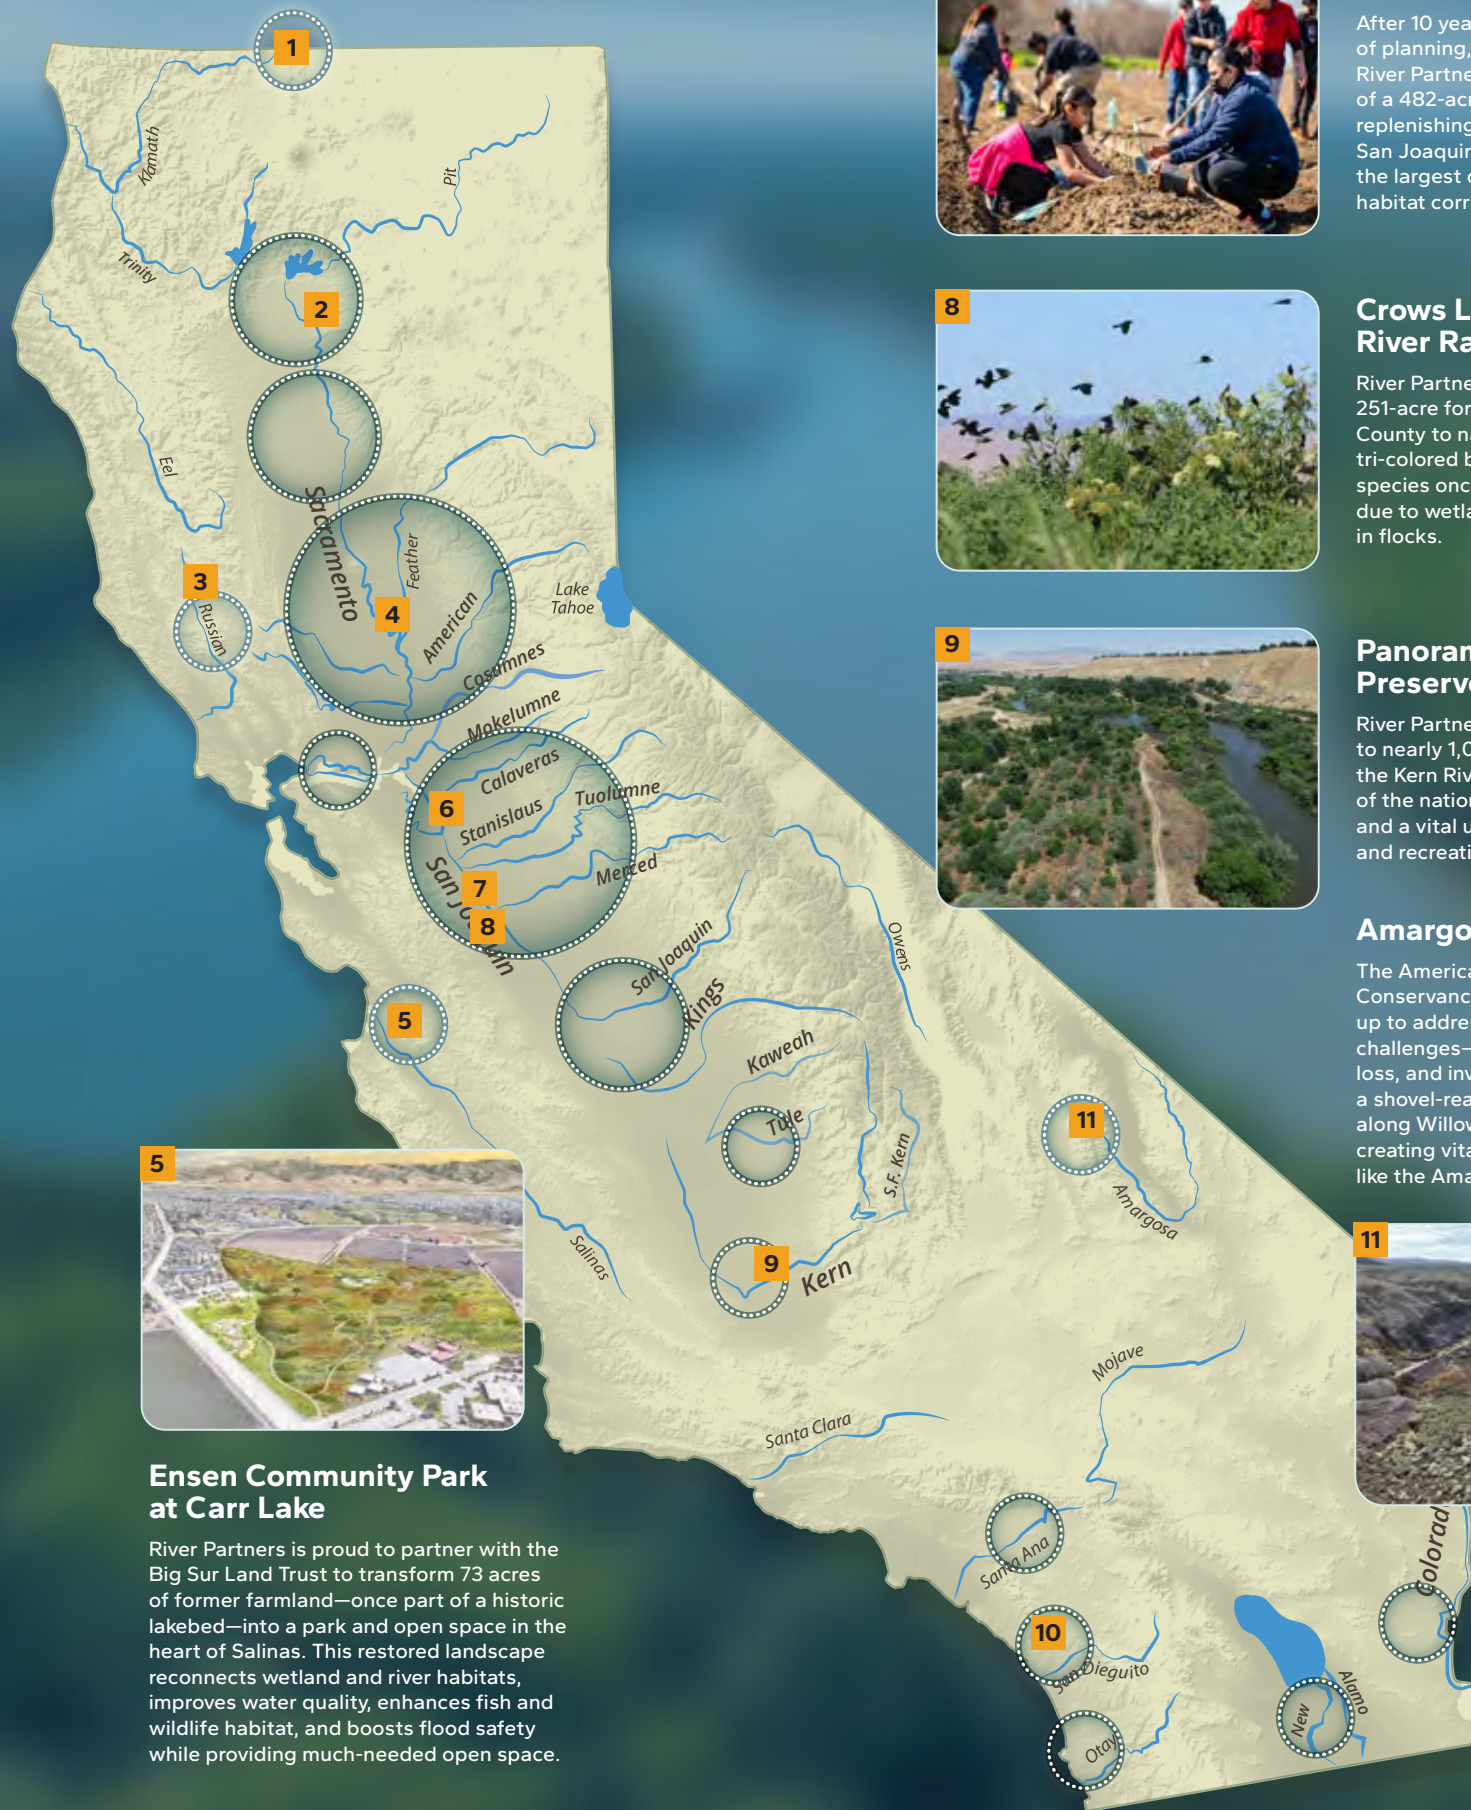 1
Klamath
Pit
Trinity
2
Eel
Sacramento
Feather
3
Russian
4
American
Lake
Tahoe
Cosumnes
Mokelumne
Calaveras
6
Stanislaus
Tuolumne
Merced
San Joaquin
7
8
San Joaquin
Kings
Owens
5
Kaweah
Tule
S.F. Kern
11
Amargosa
9
Kern
Salinas
Mojave
Santa Clara
Santa Ana
10
San Dieguito
Otay
New
Alamo
Colorad
5
Ensen Community Park
at Carr Lake
River Partners is proud to partner with the
Big Sur Land Trust to transform 73 acres
of former farmland—once part of a historic
lakebed—into a park and open space in the
heart of Salinas. This restored landscape
reconnects wetland and river habitats,
improves water quality, enhances fish and
wildlife habitat, and boosts flood safety
while providing much-needed open space.
After 10 yea
of planning,
River Partne
of a 482-acr
replenishing
San Joaquin
the largest
habitat corr
8
Crows L
River Ra
River Partne
251-acre for
County to na
tri-colored b
species onc
due to wetla
in flocks.
9
Panoram
Preserve
River Partne
to nearly 1,0
the Kern Riv
of the nation
and a vital u
and recreati
Amargo
The America
Conservanc
up to addres
challenges—
loss, and inv
a shovel-rea
along Willow
creating vita
like the Ama
11